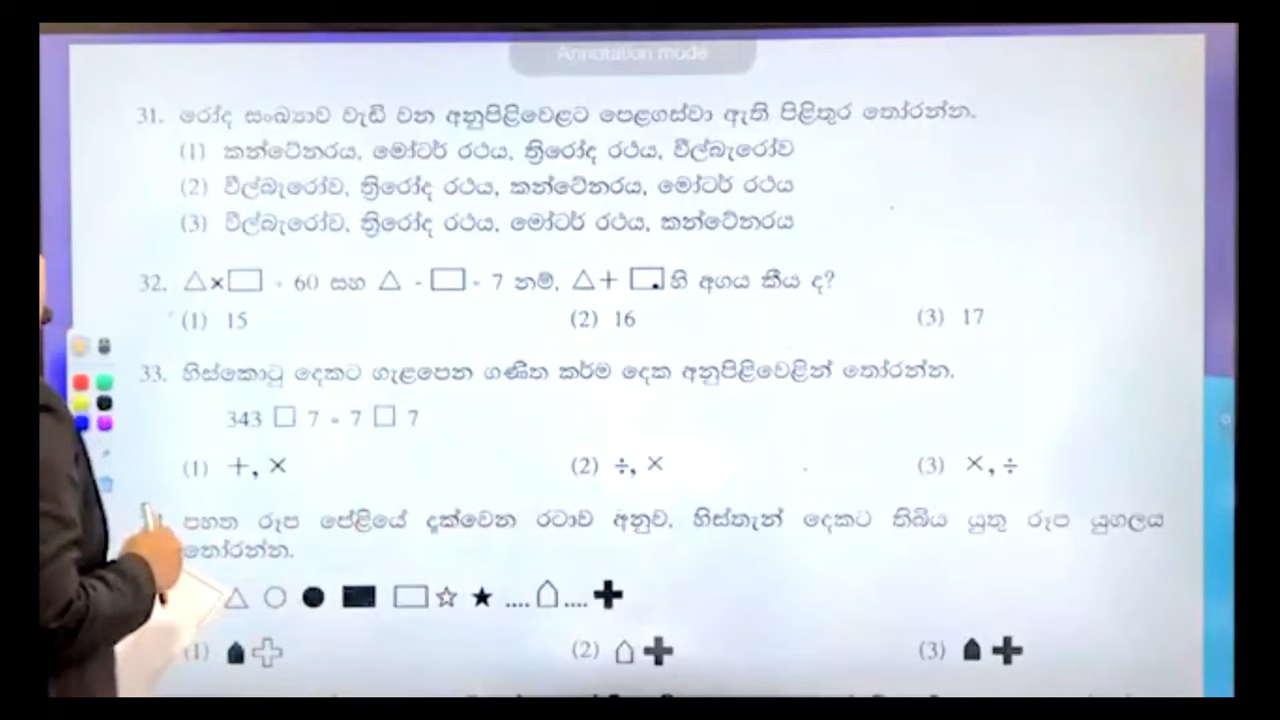 Annotation mode
31. රෝද සංඛ්‍යාව වැඩි වන අනුපිළිවෙළට පෙළගස්වා ඇති පිළිතුර තෝරන්න.
(1) කන්ටේනරය, මෝටර් රථය, ත්‍රිරෝද රථය, වීල්බැරෝව
(2) වීල්බැරෝව, ත්‍රිරෝද රථය, කන්ටේනරය, මෝටර් රථය
(3) වීල්බැරෝව, ත්‍රිරෝද රථය, මෝටර් රථය, කන්ටේනරය
32. △×□ = 60 සහ △ - □ = 7 නම්, △+ □ හි අගය කීය ද?
(1) 15 (2) 16 (3) 17
33. හිස්කොටු දෙකට ගැළපෙන ගණිත කර්ම දෙක අනුපිළිවෙළින් තෝරන්න.
343 □ 7 = 7 □ 7
(1) +, × (2) ÷, × (3) ×, ÷
පහත රූප පේළියේ දැක්වෙන රටාව අනුව, හිස්තැන් දෙකට තිබිය යුතු රූප යුගලය
තෝරන්න.
△ ○ ● ■ □ ☆ ★ .... ⌂ .... ✚
(1) (2) (3)